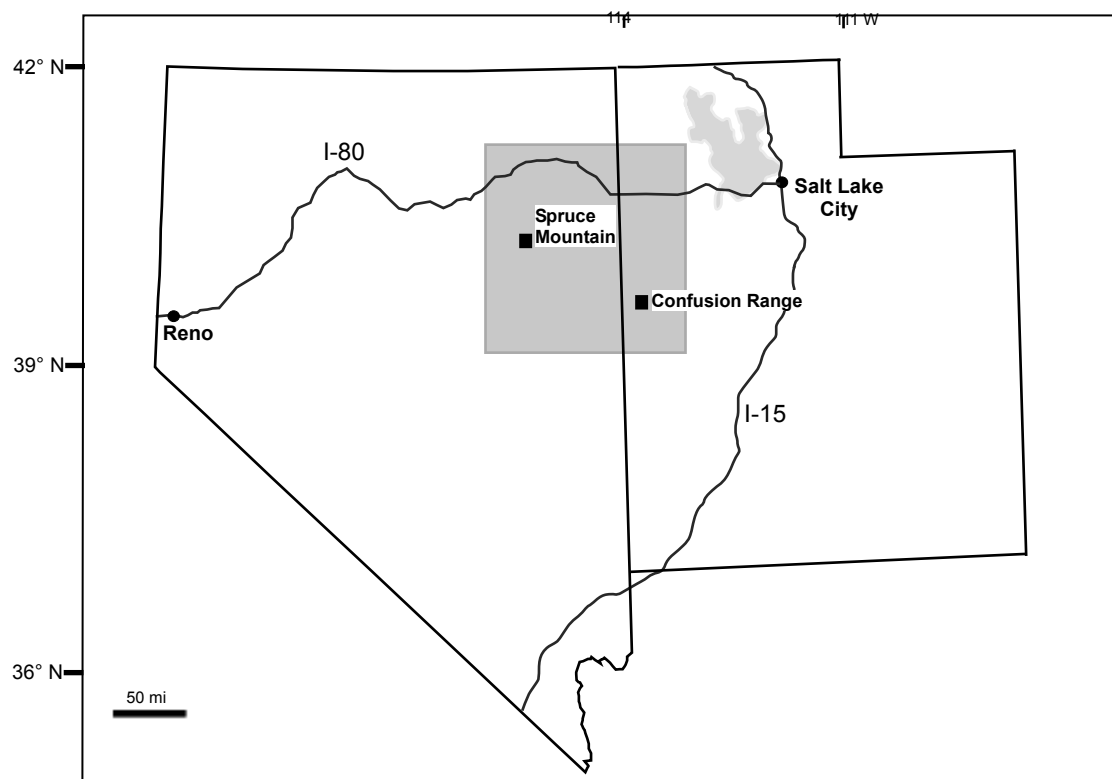 114
111 W
42° N
I-80
Salt Lake
City
Spruce
Mountain
Confusion Range
Reno
39° N
I-15
36° N
50 mi